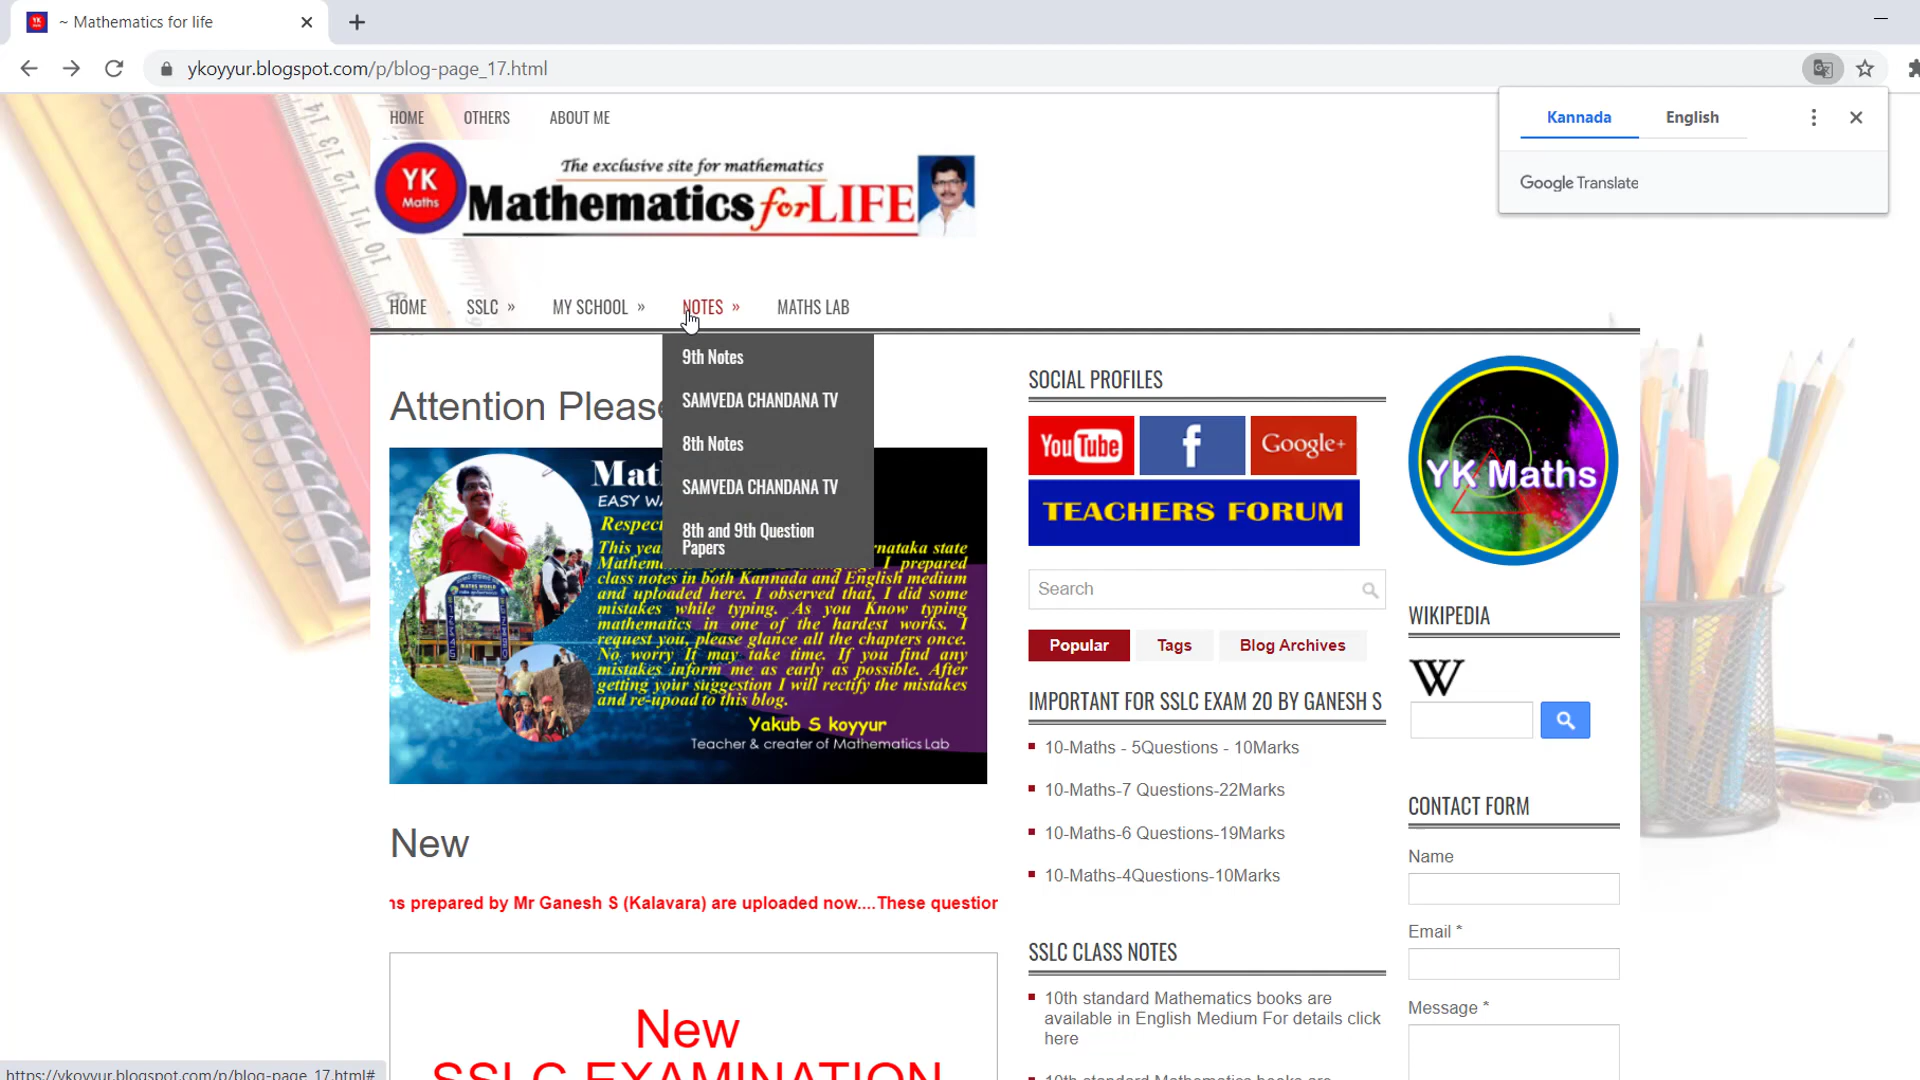 ~ Mathematics for life
ykoyyur.blogspot.com/p/blog-page_17.html
Kannada English
Google Translate
HOME OTHERS ABOUT ME
YK
Maths
The exclusive site for mathematics
Mathematics for LIFE
HOME SSLC » MY SCHOOL » NOTES » MATHS LAB
9th Notes
SAMVEDA CHANDANA TV
8th Notes
SAMVEDA CHANDANA TV
8th and 9th Question
Papers
Attention Please
Mat
EASY WA
Respec
This yea rnataka state
Mathem I prepared
class notes in both Kannada and English medium
and uploaded here. I observed that, I did some
mistakes while typing. As you Know typing
mathematics in one of the hardest works. I
request you, please glance all the chapters once.
No worry It may take time. If you find any
mistakes inform me as early as possible. After
getting your suggestion I will rectify the mistakes
and re-upoad to this blog.
Yakub S koyyur
Teacher & creater of Mathematics Lab
New
ns prepared by Mr Ganesh S (Kalavara) are uploaded now....These question
New
SSLC EXAMINATION
SOCIAL PROFILES
YouTube
f
Google+
TEACHERS FORUM
Search
Popular Tags Blog Archives
IMPORTANT FOR SSLC EXAM 20 BY GANESH S
10-Maths - 5Questions - 10Marks
10-Maths-7 Questions-22Marks
10-Maths-6 Questions-19Marks
10-Maths-4Questions-10Marks
SSLC CLASS NOTES
10th standard Mathematics books are
available in English Medium For details click
here
10th standard Mathematics books are
YK Maths
WIKIPEDIA
W
CONTACT FORM
Name
Email *
Message *
https://ykoyyur.blogspot.com/p/blog-page_17.html#